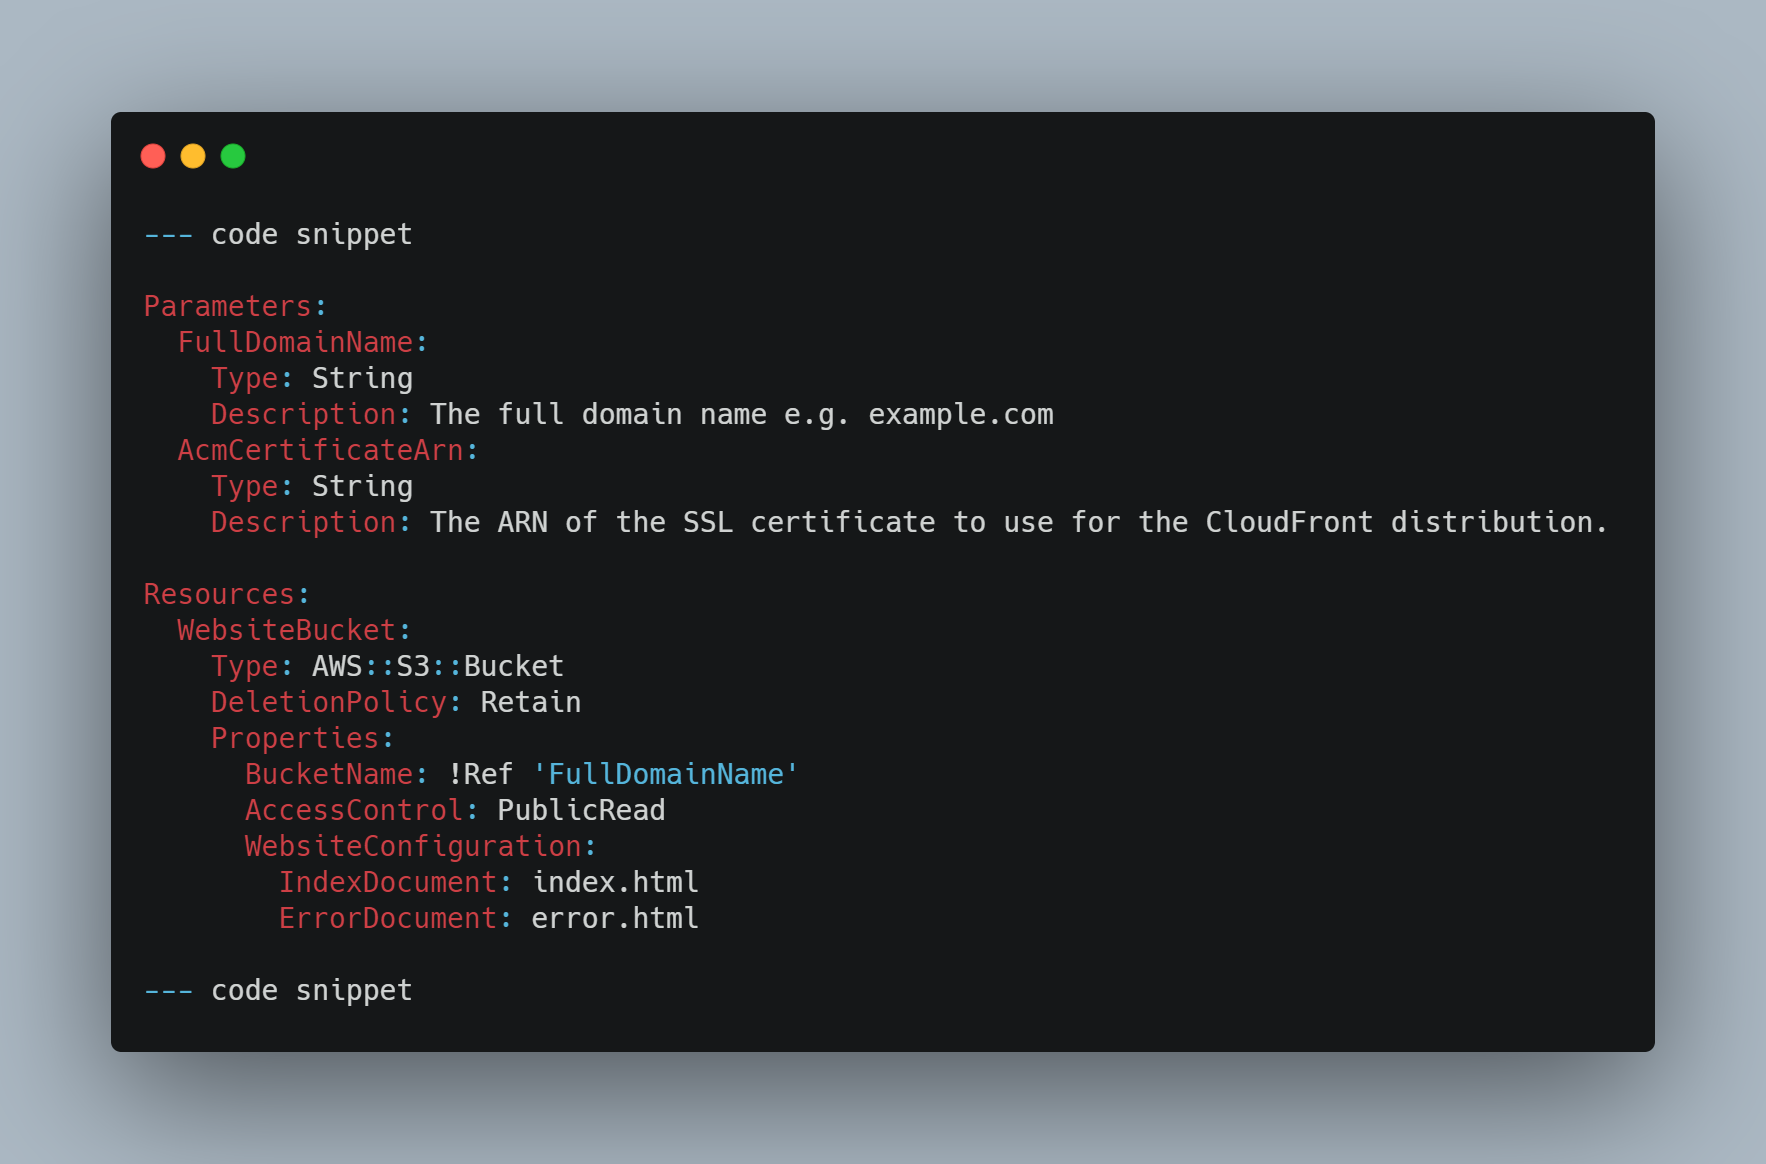 --- code snippet

Parameters:
  FullDomainName:
    Type: String
    Description: The full domain name e.g. example.com
  AcmCertificateArn:
    Type: String
    Description: The ARN of the SSL certificate to use for the CloudFront distribution.

Resources:
  WebsiteBucket:
    Type: AWS::S3::Bucket
    DeletionPolicy: Retain
    Properties:
      BucketName: !Ref 'FullDomainName'
      AccessControl: PublicRead
      WebsiteConfiguration:
        IndexDocument: index.html
        ErrorDocument: error.html

--- code snippet